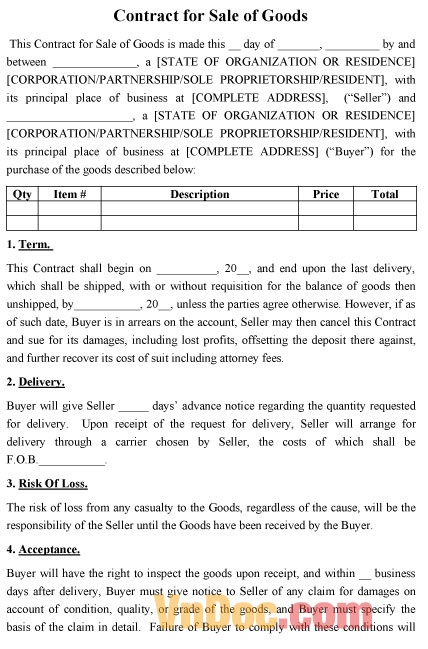 Contract for Sale of Goods
This Contract for Sale of Goods is made this __ day of _______, _________ by and
between ____________, a [STATE OF ORGANIZATION OR RESIDENCE]
[CORPORATION/PARTNERSHIP/SOLE PROPRIETORSHIP/RESIDENT], with
its principal place of business at [COMPLETE ADDRESS], (“Seller”) and
__________________, a [STATE OF ORGANIZATION OR RESIDENCE]
[CORPORATION/PARTNERSHIP/SOLE PROPRIETORSHIP/RESIDENT], with
its principal place of business at [COMPLETE ADDRESS] (“Buyer”) for the
purchase of the goods described below:
Qty Item # Description Price Total
1. Term.
This Contract shall begin on __________, 20__, and end upon the last delivery,
which shall be shipped, with or without requisition for the balance of goods then
unshipped, by___________, 20__, unless the parties agree otherwise. However, if as
of such date, Buyer is in arrears on the account, Seller may then cancel this Contract
and sue for its damages, including lost profits, offsetting the deposit there against,
and further recover its cost of suit including attorney fees.
2. Delivery.
Buyer will give Seller _____ days’ advance notice regarding the quantity requested
for delivery. Upon receipt of the request for delivery, Seller will arrange for
delivery through a carrier chosen by Seller, the costs of which shall be
F.O.B.___________.
3. Risk Of Loss.
The risk of loss from any casualty to the Goods, regardless of the cause, will be the
responsibility of the Seller until the Goods have been received by the Buyer.
4. Acceptance.
Buyer will have the right to inspect the goods upon receipt, and within __ business
days after delivery, Buyer must give notice to Seller of any claim for damages on
account of condition, quality, or grade of the goods, and Buyer must specify the
basis of the claim in detail. Failure of Buyer to comply with these conditions will
VnDoc.com